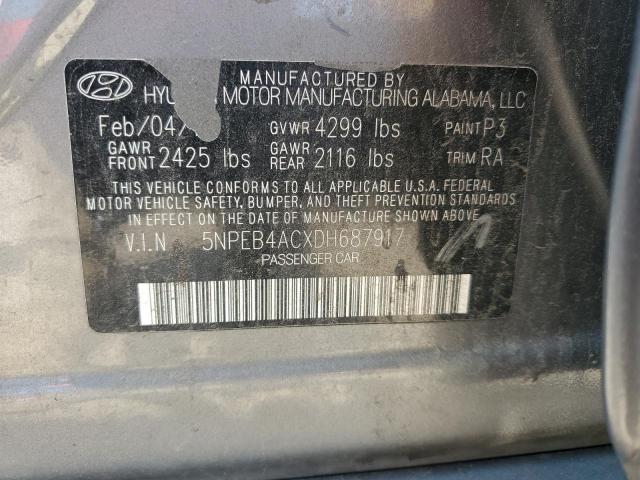 MANUFACTURED BY
MOTOR MANUFACTURING ALABAMA, LLC
Feb/04/ GVWR 4299 lbs PAINT P3
GAWR FRONT 2425 lbs GAWR REAR 2116 lbs TRIM RA
THIS VEHICLE CONFORMS TO ALL APPLICABLE U.S.A. FEDERAL
MOTOR VEHICLE SAFETY, BUMPER, AND THEFT PREVENTION STANDARDS
IN EFFECT ON THE DATE OF MANUFACTURE SHOWN ABOVE.
V.I.N 5NPEB4ACXDH687917
PASSENGER CAR